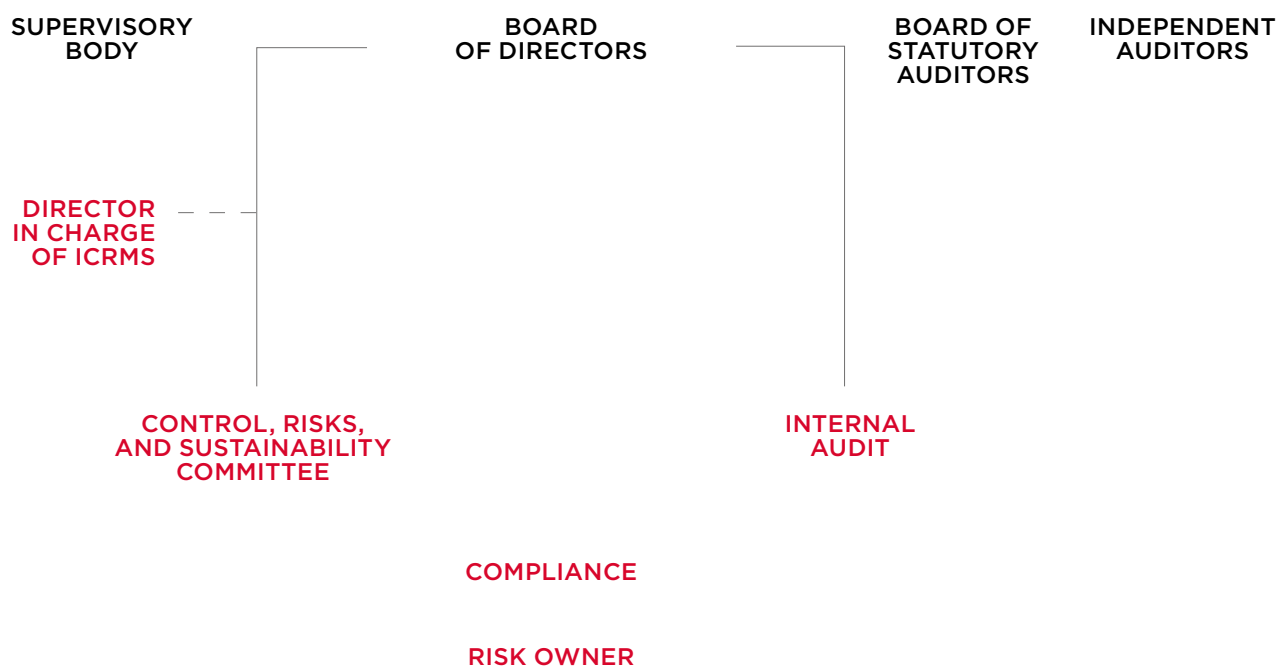 SUPERVISORY
BODY
BOARD
OF DIRECTORS
BOARD OF
STATUTORY
AUDITORS
INDEPENDENT
AUDITORS
DIRECTOR
IN CHARGE
OF ICRMS
CONTROL, RISKS,
AND SUSTAINABILITY
COMMITTEE
INTERNAL
AUDIT
COMPLIANCE
RISK OWNER